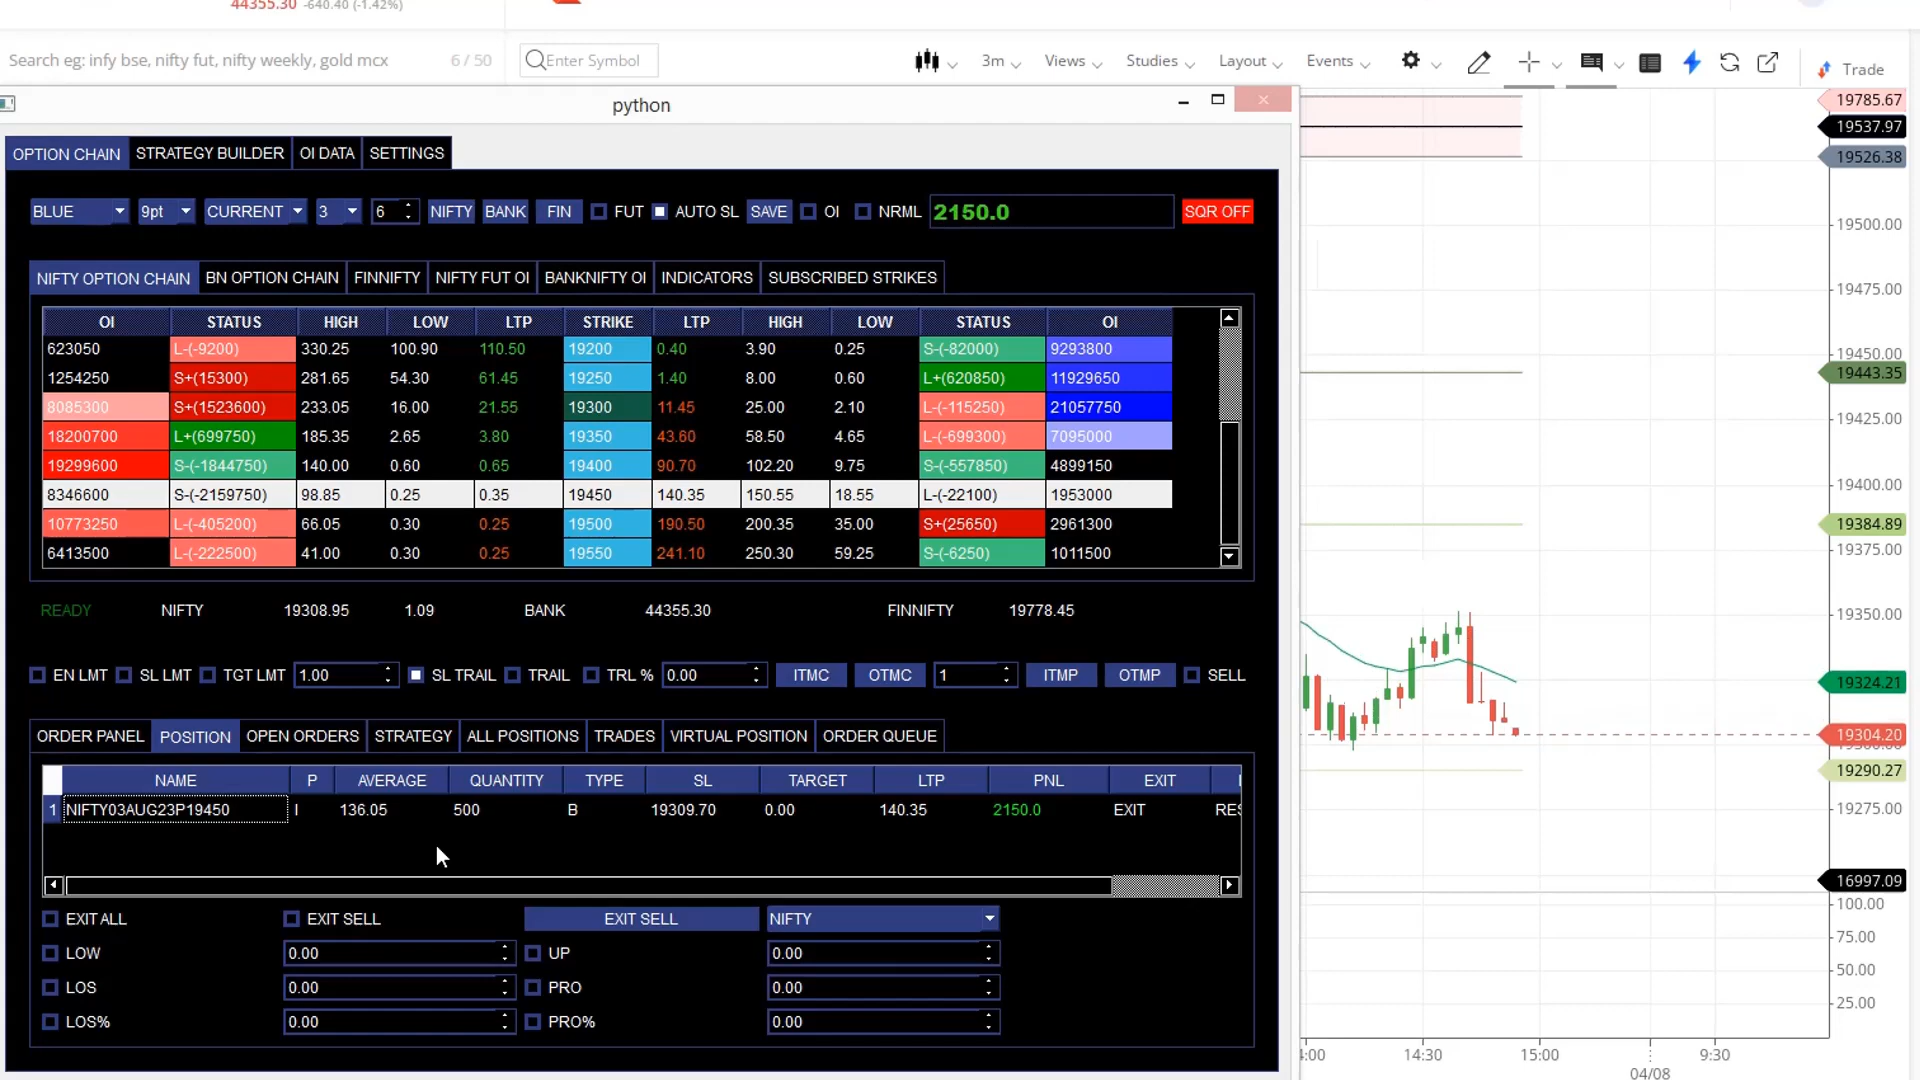 44355.30 -640.40 (-1.42%)
Search eg: infy bse, nifty fut, nifty weekly, gold mcx 6 / 50 Enter Symbol 3m Views Studies Layout Events Trade
python
OPTION CHAIN STRATEGY BUILDER OI DATA SETTINGS
BLUE 9pt CURRENT 3 6 NIFTY BANK FIN FUT AUTO SL SAVE OI NRML 2150.0 SQR OFF
NIFTY OPTION CHAIN BN OPTION CHAIN FINNIFTY NIFTY FUT OI BANKNIFTY OI INDICATORS SUBSCRIBED STRIKES
OI STATUS HIGH LOW LTP STRIKE LTP HIGH LOW STATUS OI
623050 L-(-9200) 330.25 100.90 110.50 19200 0.40 3.90 0.25 S-(-82000) 9293800
1254250 S+(15300) 281.65 54.30 61.45 19250 1.40 8.00 0.60 L+(620850) 11929650
8085300 S+(1523600) 233.05 16.00 21.55 19300 11.45 25.00 2.10 L-(-115250) 21057750
18200700 L+(699750) 185.35 2.65 3.80 19350 43.60 58.50 4.65 L-(-699300) 7095000
19299600 S-(-1844750) 140.00 0.60 0.65 19400 90.70 102.20 9.75 S-(-557850) 4899150
8346600 S-(-2159750) 98.85 0.25 0.35 19450 140.35 150.55 18.55 L-(-22100) 1953000
10773250 L-(-405200) 66.05 0.30 0.25 19500 190.50 200.35 35.00 S+(25650) 2961300
6413500 L-(-222500) 41.00 0.30 0.25 19550 241.10 250.30 59.25 S-(-6250) 1011500
READY NIFTY 19308.95 1.09 BANK 44355.30 FINNIFTY 19778.45
EN LMT SL LMT TGT LMT 1.00 SL TRAIL TRAIL TRL % 0.00 ITMC OTMC 1 ITMP OTMP SELL
ORDER PANEL POSITION OPEN ORDERS STRATEGY ALL POSITIONS TRADES VIRTUAL POSITION ORDER QUEUE
NAME P AVERAGE QUANTITY TYPE SL TARGET LTP PNL EXIT
1 NIFTY03AUG23P19450 I 136.05 500 B 19309.70 0.00 140.35 2150.0 EXIT RES
EXIT ALL EXIT SELL EXIT SELL NIFTY
LOW 0.00 UP 0.00
LOS 0.00 PRO 0.00
LOS% 0.00 PRO% 0.00
19785.67
19537.97
19526.38
19500.00
19475.00
19450.00
19443.35
19425.00
19400.00
19384.89
19375.00
19350.00
19324.21
19304.20
19290.27
19275.00
16997.09
100.00
75.00
50.00
25.00
4:00 14:30 15:00 9:30
04/08